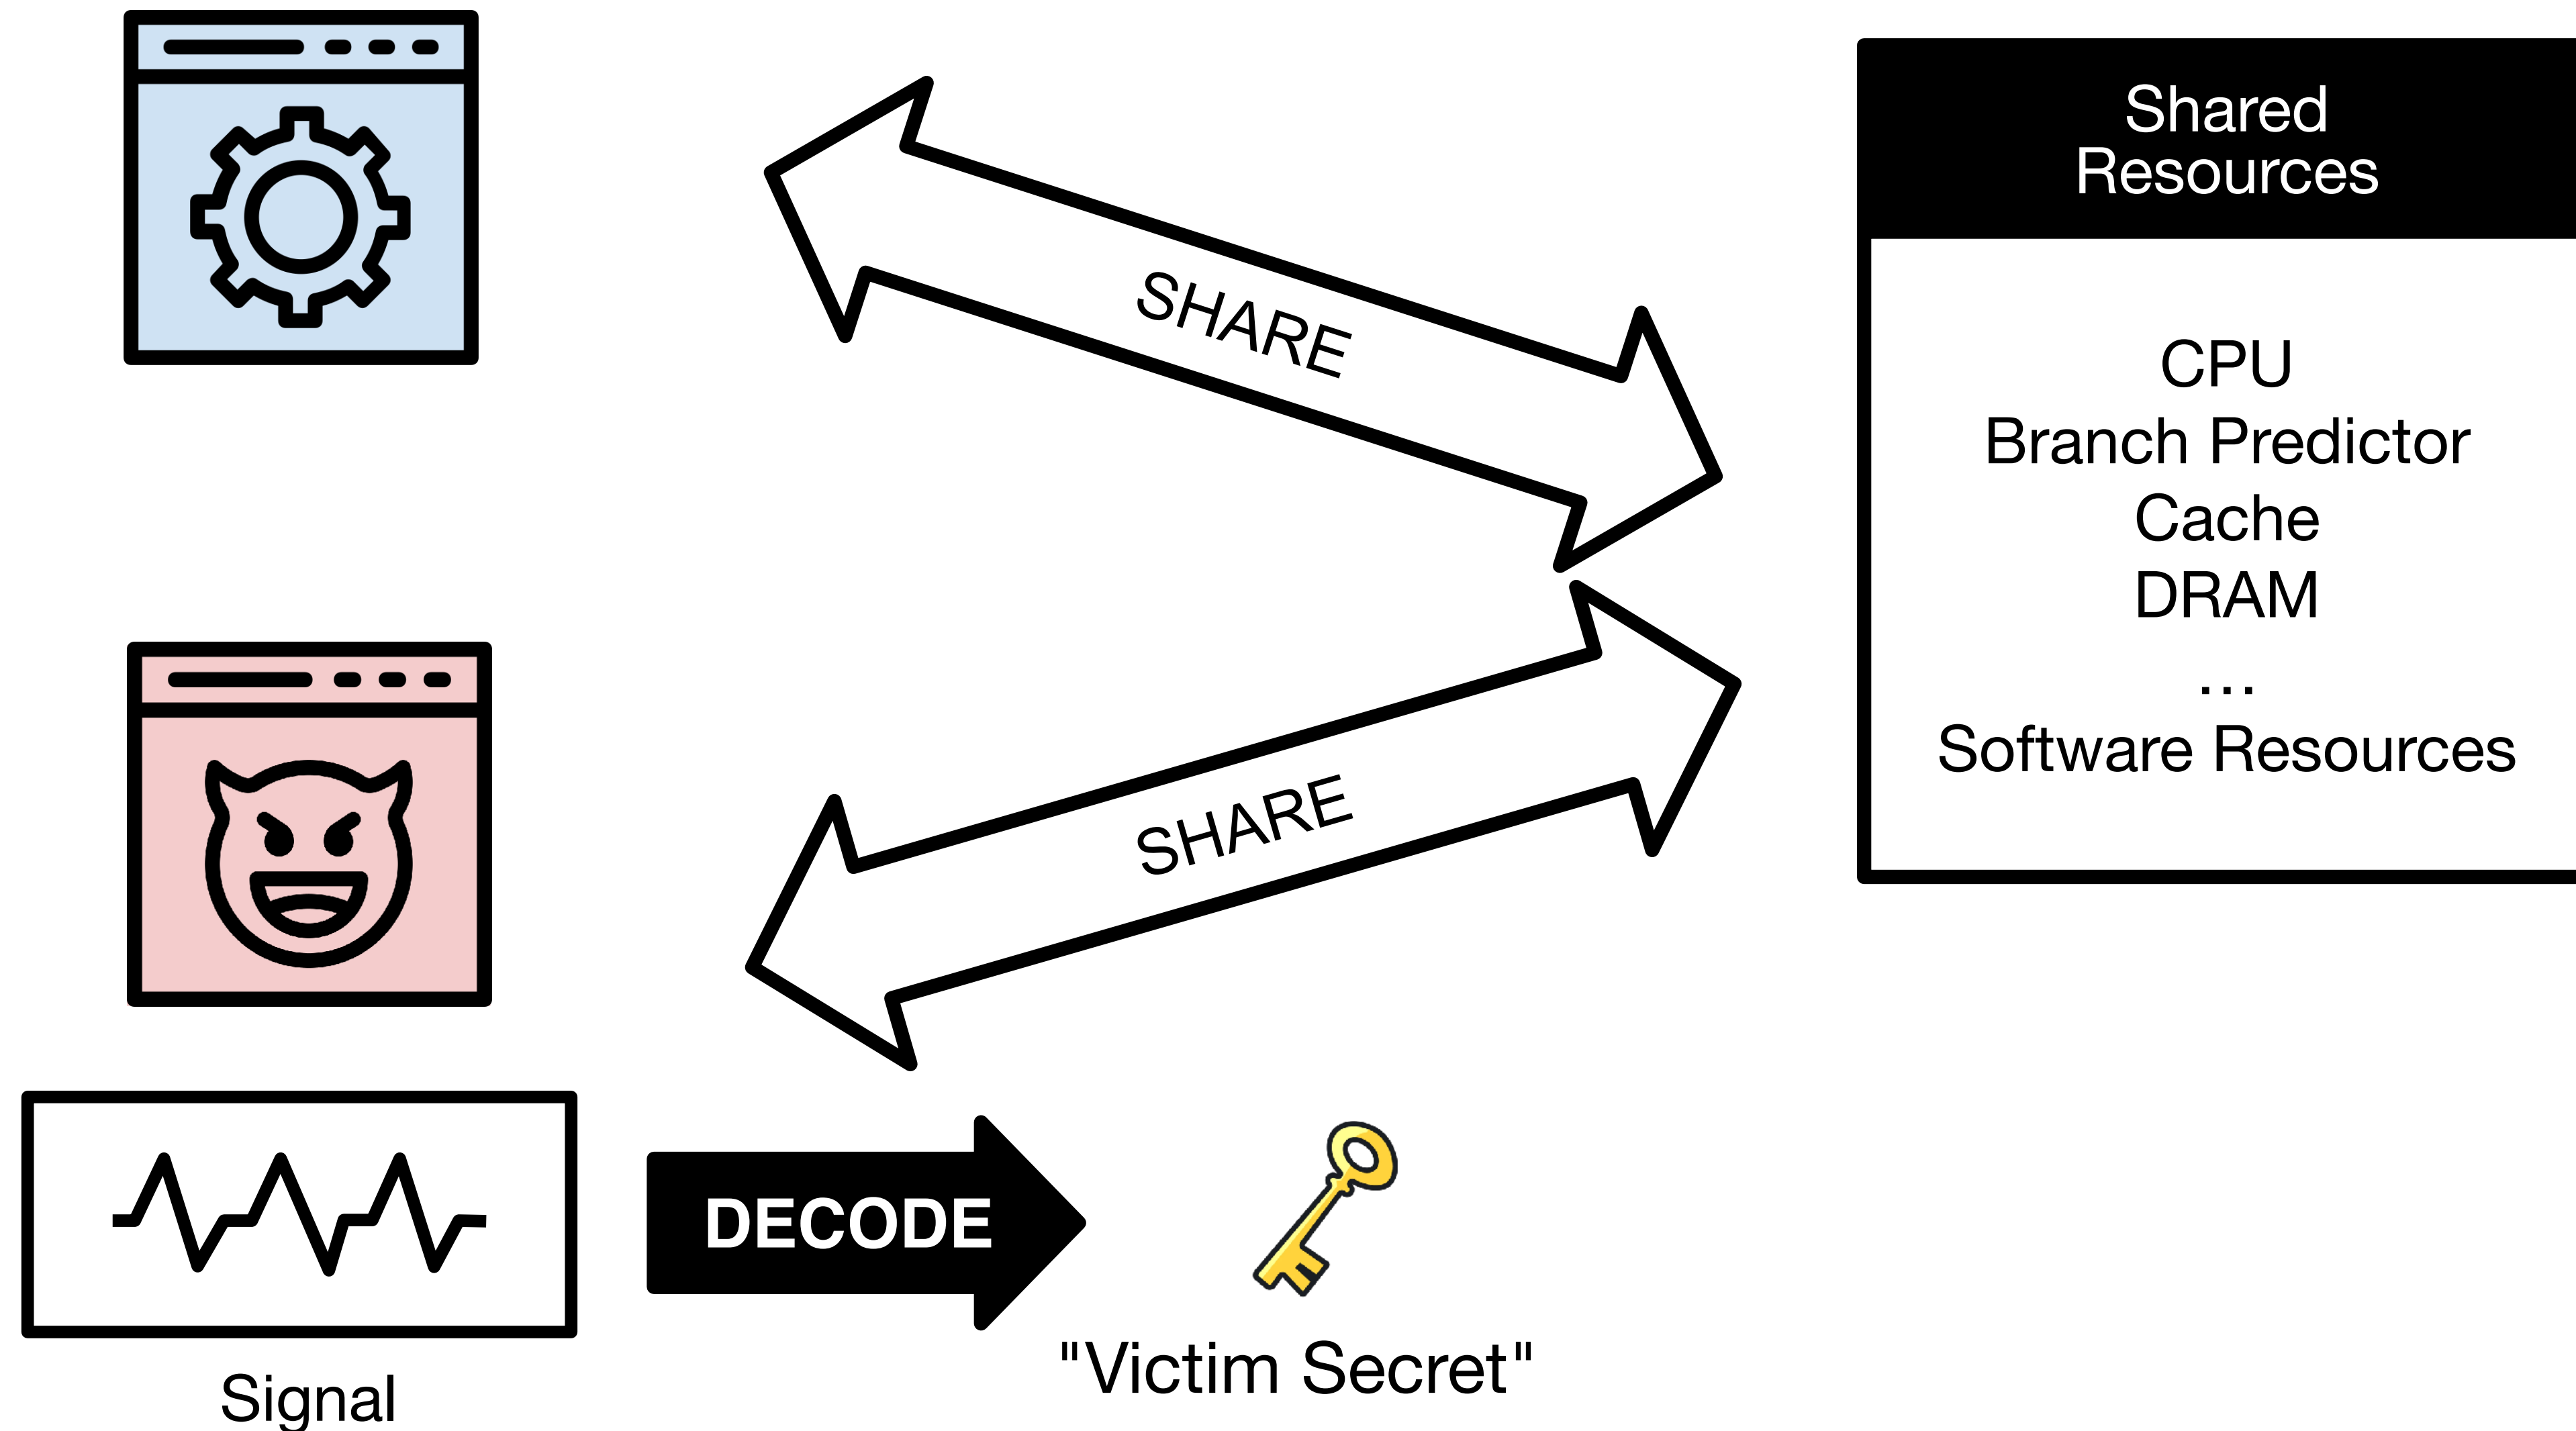 Shared
Resources
SHARE
CPU
Branch Predictor
Cache
DRAM
...
Software Resources
SHARE
DECODE
"Victim Secret"
Signal